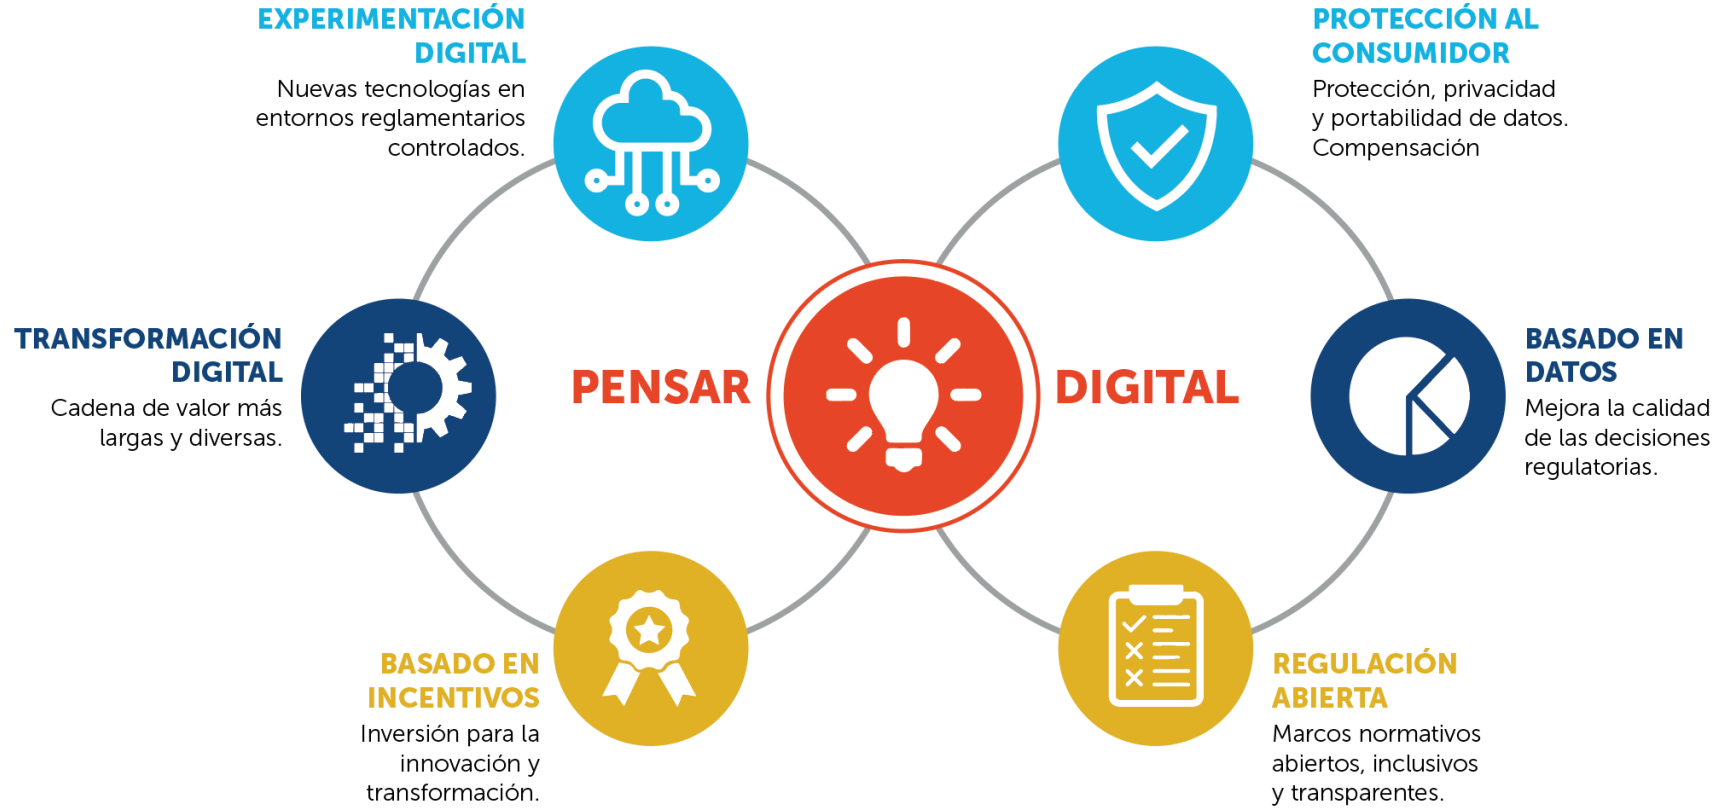 EXPERIMENTACIÓN
DIGITAL
Nuevas tecnologías en
entornos reglamentarios
controlados.
PROTECCIÓN AL
CONSUMIDOR
Protección, privacidad
y portabilidad de datos.
Compensación
TRANSFORMACIÓN
DIGITAL
Cadena de valor más
largas y diversas.
PENSAR DIGITAL
BASADO EN
DATOS
Mejora la calidad
de las decisiones
regulatorias.
BASADO EN
INCENTIVOS
Inversión para la
innovación y
transformación.
REGULACIÓN
ABIERTA
Marcos normativos
abiertos, inclusivos
y transparentes.